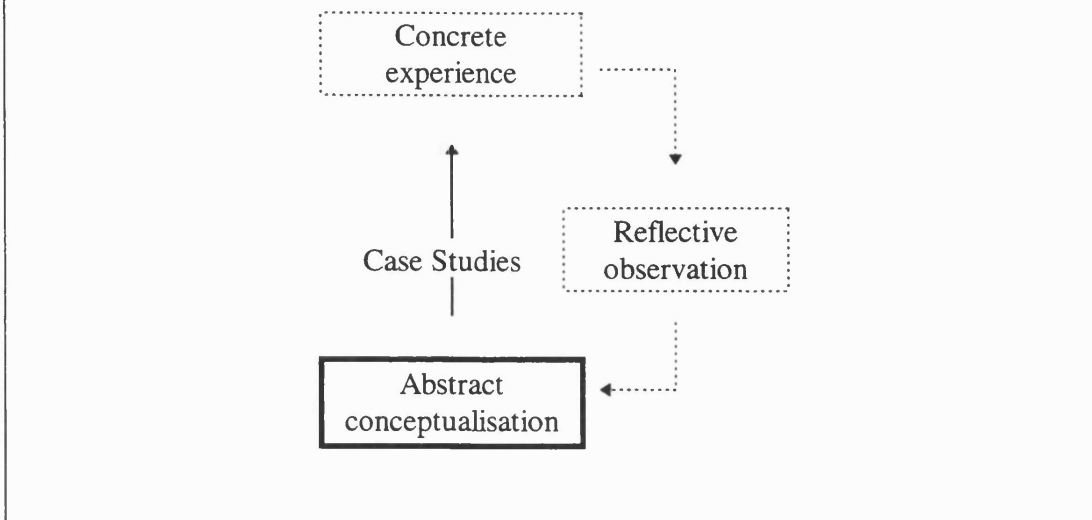 Concrete
experience
Reflective
observation
Case Studies
Abstract
conceptualisation